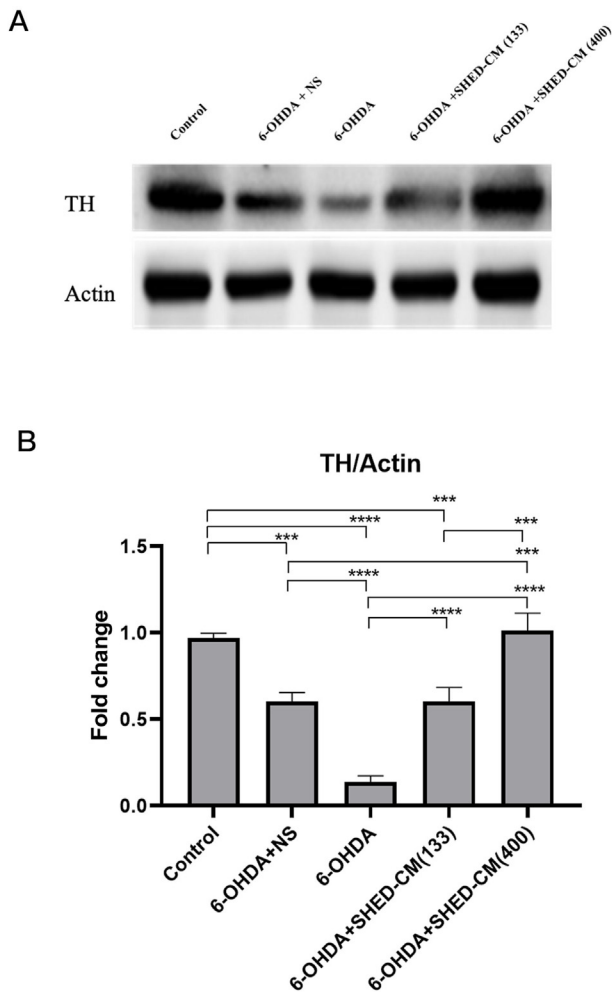 A
Control
6-OHDA + NS
6-OHDA
6-OHDA +SHED-CM (133)
6-OHDA +SHED-CM (400)
TH
Actin
B
TH/Actin
***
****
***
***
***
****
****
****
1.5
1.0
0.5
0.0
Fold change
Control
6-OHDA+NS
6-OHDA
6-OHDA+SHED-CM(133)
6-OHDA+SHED-CM(400)